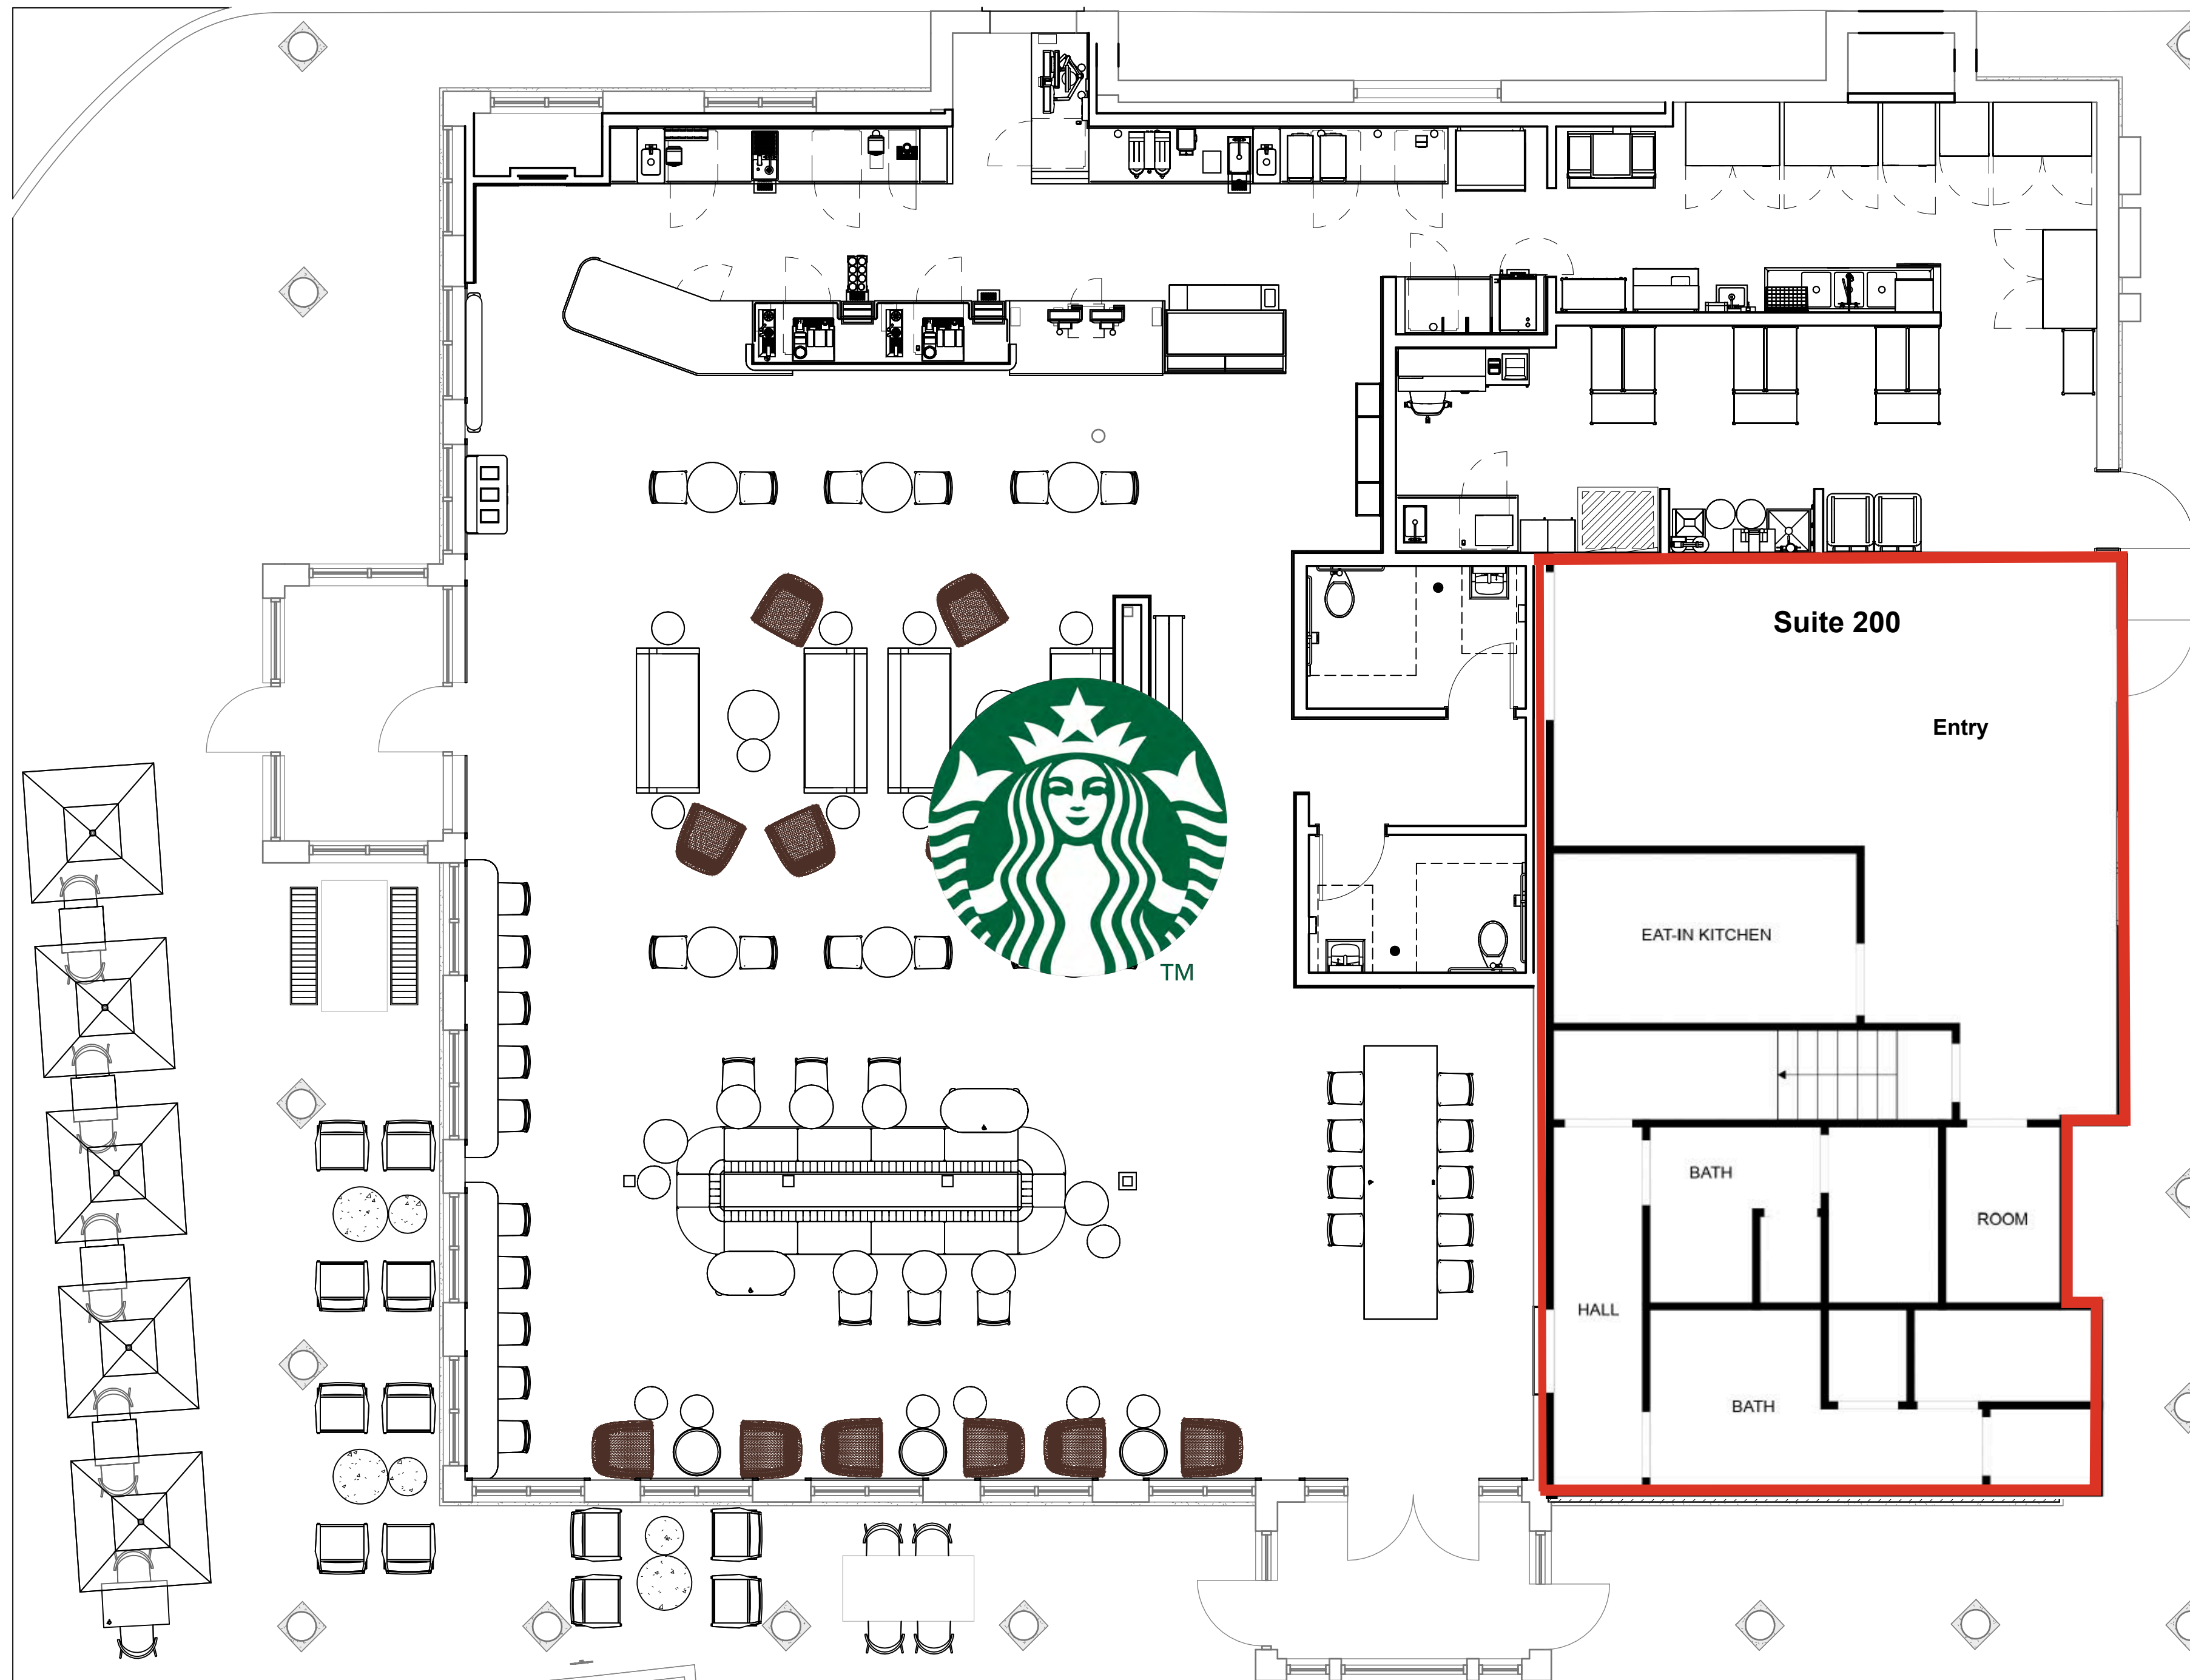 Suite 200
Entry
EAT-IN KITCHEN
TM
BATH
ROOM
HALL
BATH